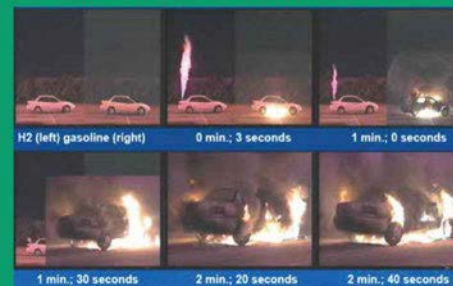 H2 (left) gasoline (right)
0 min.; 3 seconds
1 min.; 0 seconds
1 min.; 30 seconds
2 min.; 20 seconds
2 min.; 40 seconds